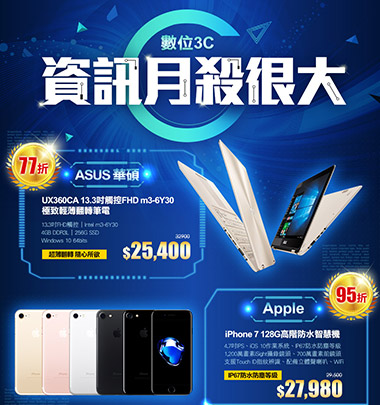 數位3C
資訊月殺很大
77折
ASUS 華碩
UX360CA 13.3吋觸控FHD m3-6Y30
極致輕薄翻轉筆電
13.3吋FHD觸控 | Intel m3-6Y30
4GB DDR3L | 256G SSD
Windows 10 64bits
32900
超薄翻轉 隨心所欲
$25,400
95折
Apple
iPhone 7 128G高階防水智慧機
4.7吋IPS、iOS 10作業系統、IP67防水防塵等級
1,200萬畫素iSight攝錄鏡頭、700萬畫素前鏡頭
支援Touch ID指紋辨識、配備立體聲喇叭、WiFi
IP67防水防塵等級
29,500
$27,980